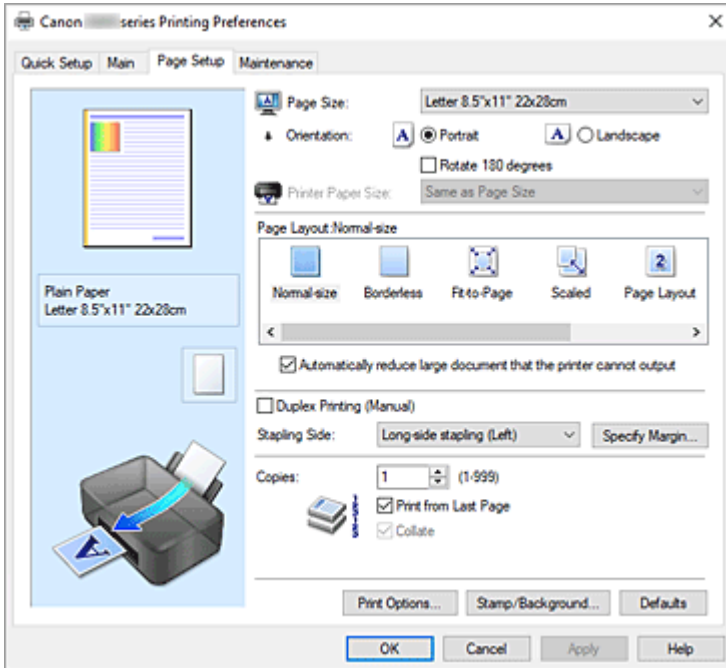 Canon series Printing Preferences
Quick Setup Main Page Setup Maintenance
Page Size: Letter 8.5"x11" 22x28cm
Orientation: A Portrait A Landscape
Rotate 180 degrees
Printer Paper Size: Same as Page Size
Page Layout:Normal-size
2
Normal-size Borderless Fit-to-Page Scaled Page Layout
Automatically reduce large document that the printer cannot output
Plain Paper
Letter 8.5"x11" 22x28cm
Duplex Printing (Manual)
Stapling Side: Long-side stapling (Left) Specify Margin...
Copies: 1 (1-999)
Print from Last Page
Collate
A
Print Options... Stamp/Background... Defaults
OK Cancel Apply Help